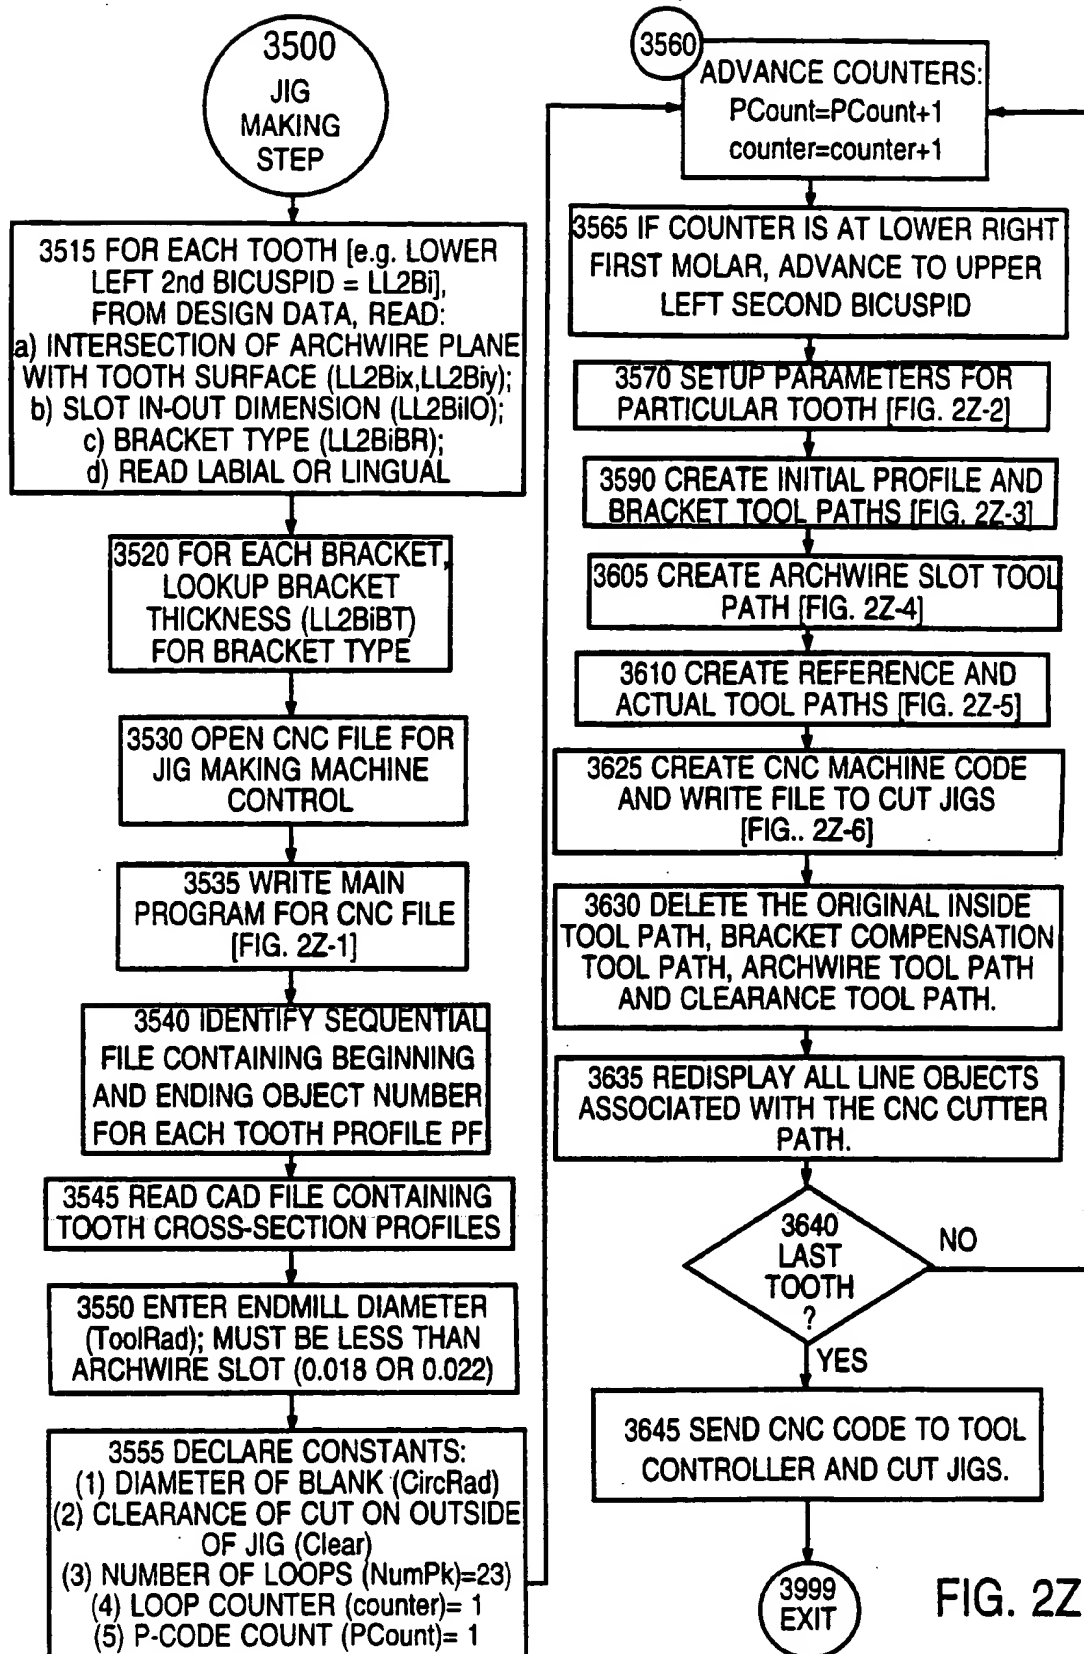 3500
JIG
MAKING
STEP
3515 FOR EACH TOOTH [e.g. LOWER
LEFT 2nd BICUSPID = LL2Bi],
FROM DESIGN DATA, READ:
a) INTERSECTION OF ARCHWIRE PLANE
WITH TOOTH SURFACE (LL2Bix,LL2Biy);
b) SLOT IN-OUT DIMENSION (LL2BiIO);
c) BRACKET TYPE (LL2BiBR);
d) READ LABIAL OR LINGUAL
3520 FOR EACH BRACKET,
LOOKUP BRACKET
THICKNESS (LL2BiBT)
FOR BRACKET TYPE
3530 OPEN CNC FILE FOR
JIG MAKING MACHINE
CONTROL
3535 WRITE MAIN
PROGRAM FOR CNC FILE
[FIG. 2Z-1]
3540 IDENTIFY SEQUENTIAL
FILE CONTAINING BEGINNING
AND ENDING OBJECT NUMBER
FOR EACH TOOTH PROFILE PF
3545 READ CAD FILE CONTAINING
TOOTH CROSS-SECTION PROFILES
3550 ENTER ENDMILL DIAMETER
(ToolRad); MUST BE LESS THAN
ARCHWIRE SLOT (0.018 OR 0.022)
3555 DECLARE CONSTANTS:
(1) DIAMETER OF BLANK (CircRad)
(2) CLEARANCE OF CUT ON OUTSIDE
OF JIG (Clear)
(3) NUMBER OF LOOPS (NumPk)=23)
(4) LOOP COUNTER (counter)= 1
(5) P-CODE COUNT (PCount)= 1
3560
ADVANCE COUNTERS:
PCount=PCount+1
counter=counter+1
3565 IF COUNTER IS AT LOWER RIGHT
FIRST MOLAR, ADVANCE TO UPPER
LEFT SECOND BICUSPID
3570 SETUP PARAMETERS FOR
PARTICULAR TOOTH [FIG. 2Z-2]
3590 CREATE INITIAL PROFILE AND
BRACKET TOOL PATHS [FIG. 2Z-3]
3605 CREATE ARCHWIRE SLOT TOOL
PATH [FIG. 2Z-4]
3610 CREATE REFERENCE AND
ACTUAL TOOL PATHS [FIG. 2Z-5]
3625 CREATE CNC MACHINE CODE
AND WRITE FILE TO CUT JIGS
[FIG.. 2Z-6]
3630 DELETE THE ORIGINAL INSIDE
TOOL PATH, BRACKET COMPENSATION
TOOL PATH, ARCHWIRE TOOL PATH
AND CLEARANCE TOOL PATH.
3635 REDISPLAY ALL LINE OBJECTS
ASSOCIATED WITH THE CNC CUTTER
PATH.
3640
LAST
TOOTH
?
NO
YES
3645 SEND CNC CODE TO TOOL
CONTROLLER AND CUT JIGS.
3999
EXIT
FIG. 2Z